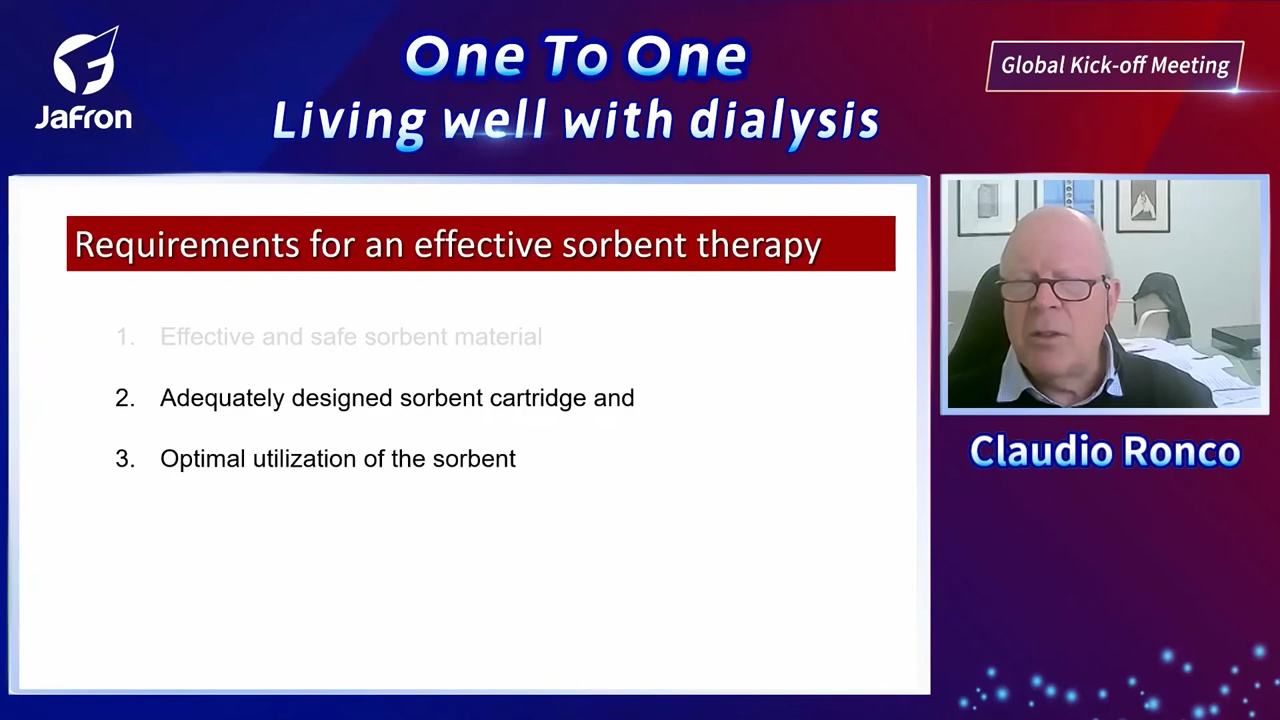 JaFron
One To One
Living well with dialysis
Global Kick-off Meeting
Requirements for an effective sorbent therapy
1. Effective and safe sorbent material
2. Adequately designed sorbent cartridge and
3. Optimal utilization of the sorbent
Claudio Ronco